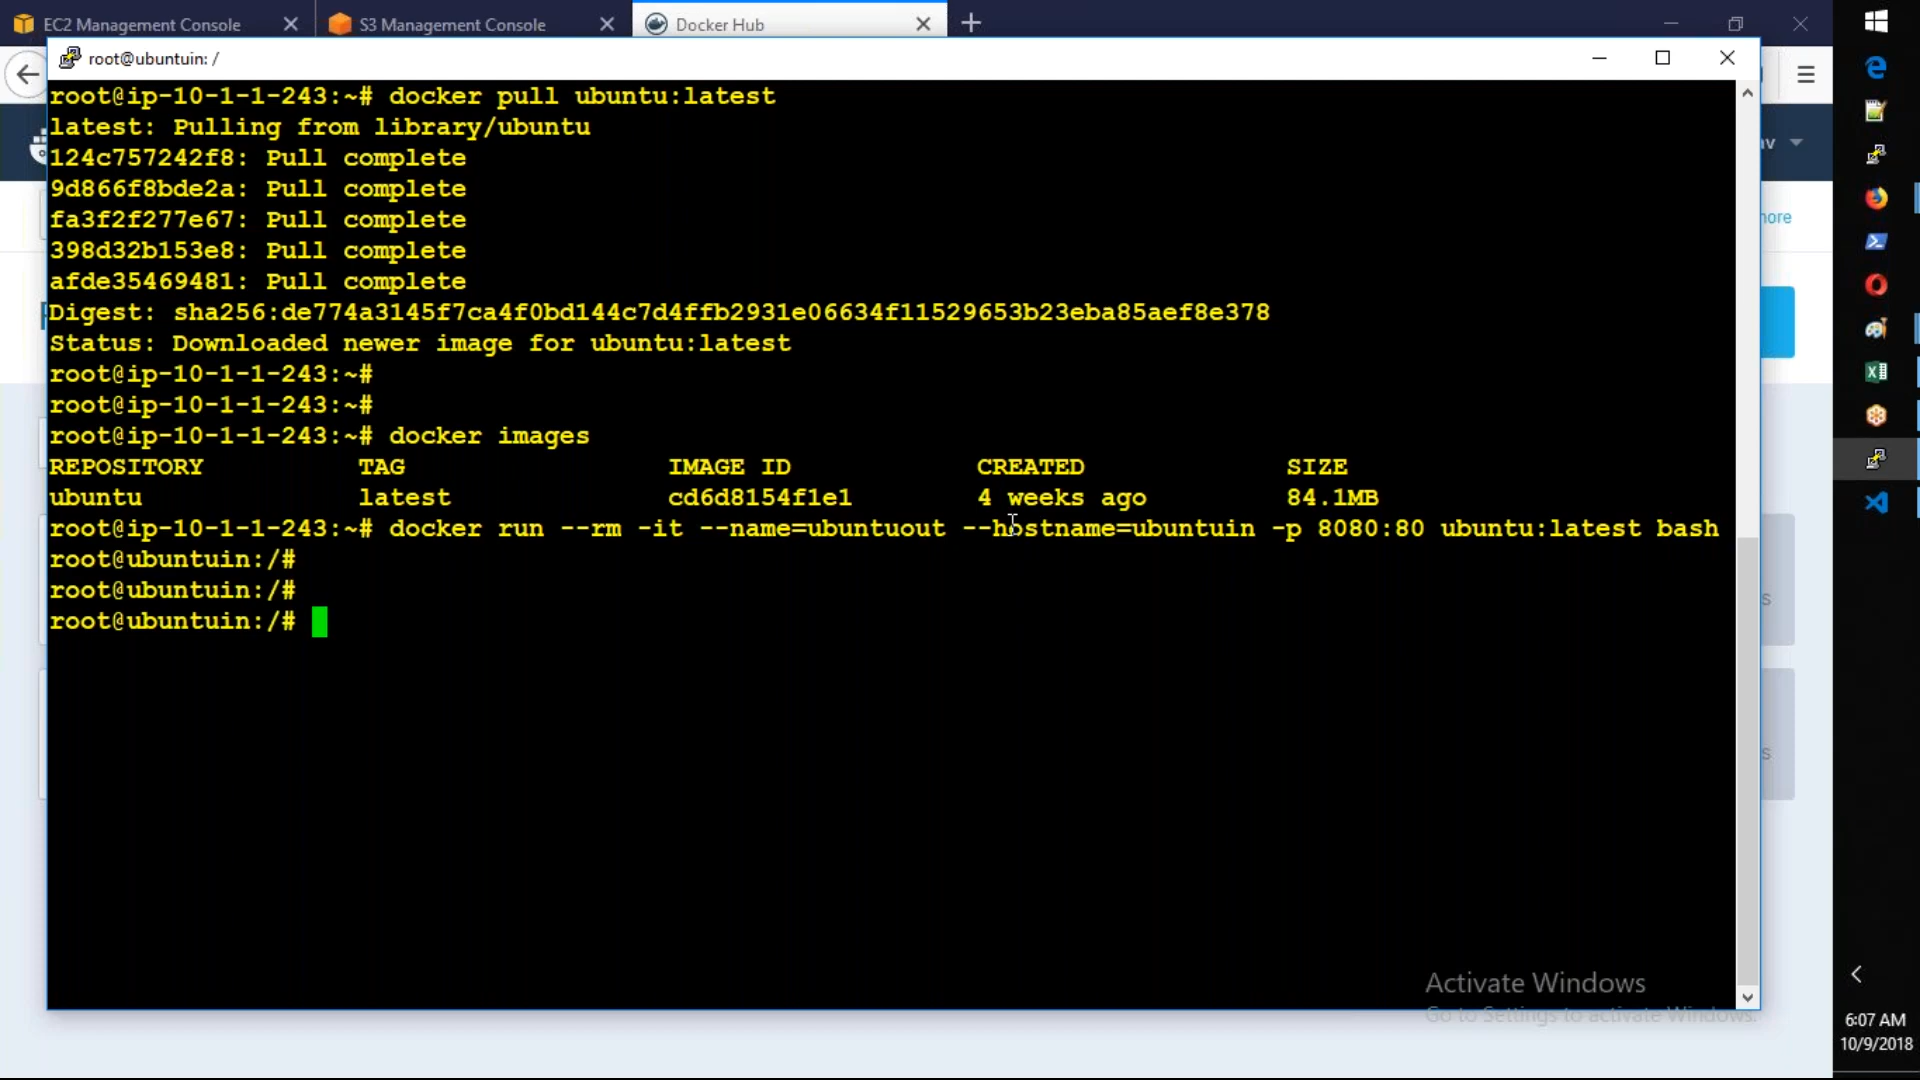 EC2 Management Console
S3 Management Console
Docker Hub
root@ubuntuin: /
root@ip-10-1-1-243:~# docker pull ubuntu:latest
latest: Pulling from library/ubuntu
124c757242f8: Pull complete
9d866f8bde2a: Pull complete
fa3f2f277e67: Pull complete
398d32b153e8: Pull complete
afde35469481: Pull complete
Digest: sha256:de774a3145f7ca4f0bd144c7d4ffb2931e06634f11529653b23eba85aef8e378
Status: Downloaded newer image for ubuntu:latest
root@ip-10-1-1-243:~#
root@ip-10-1-1-243:~#
root@ip-10-1-1-243:~# docker images
REPOSITORY TAG IMAGE ID CREATED SIZE
ubuntu latest cd6d8154f1e1 4 weeks ago 84.1MB
root@ip-10-1-1-243:~# docker run --rm -it --name=ubuntuout --hostname=ubuntuin -p 8080:80 ubuntu:latest bash
root@ubuntuin:/#
root@ubuntuin:/#
root@ubuntuin:/#
Activate Windows
Go to Settings to activate Windows.
6:07 AM
10/9/2018